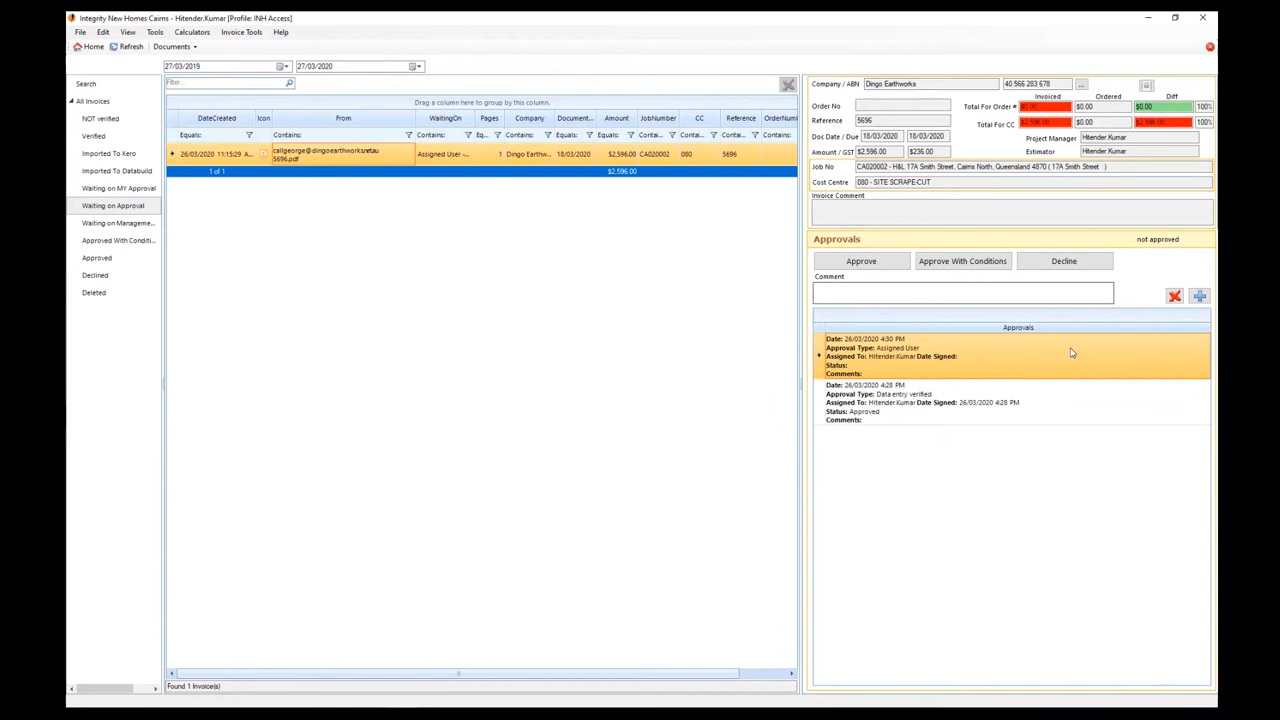 Integrity New Homes Cairns - Hitender.Kumar [Profile: INH Access]
File Edit View Tools Calculators Invoice Tools Help
Home Refresh Documents
27/03/2019 27/03/2020
Search
All Invoices
NOT verified
Verified
Imported To Xero
Imported To Databuild
Waiting on MY Approval
Waiting on Approval
Waiting on Manageme...
Approved With Conditi...
Approved
Declined
Deleted
Filter...
Drag a column here to group by this column.
DateCreated Icon From WaitingOn Pages Company Document... Amount JobNumber CC Reference OrderNum
Equals: Contains: Contains: Eq... Contains: Equals: Equals: Contai... Contai... Contai... Contains:
26/03/2020 11:15:29 A... callgeorge@dingoearthworksnetau Assigned User -... 1 Dingo Earthw... 18/03/2020 $2,596.00 CA020002 080 5696
5696.pdf
1 of 1 $2,596.00
Found 1 Invoice(s)
Company / ABN Dingo Earthworks 40 566 283 678 ...
Invoiced Ordered Diff
Order No Total For Order # $0.00 $0.00 $0.00 100%
Reference 5696 Total For CC $2,596.00 $0.00 $2,596.00 100%
Doc Date / Due 18/03/2020 18/03/2020 Project Manager Hitender.Kumar
Amount / GST $2,596.00 $236.00 Estimator Hitender.Kumar
Job No CA020002 - H&L 17A Smith Street, Cairns North, Queensland 4870 ( 17A Smith Street )
Cost Centre 080 - SITE SCRAPE-CUT
Invoice Comment
Approvals not approved
Approve Approve With Conditions Decline
Comment
Approvals
Date: 26/03/2020 4:30 PM
Approval Type: Assigned User
Assigned To: Hitender.Kumar Date Signed:
Status:
Comments:
Date: 26/03/2020 4:28 PM
Approval Type: Data entry verified
Assigned To: Hitender.Kumar Date Signed: 26/03/2020 4:28 PM
Status: Approved
Comments: